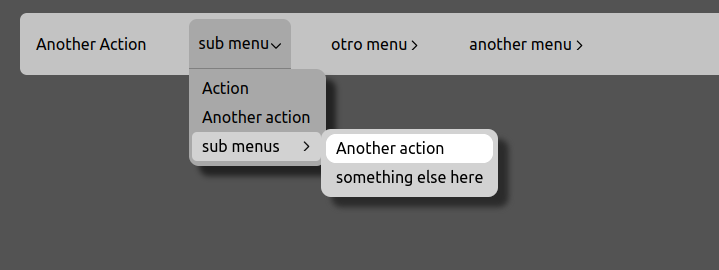 Another Action sub menu otro menu another menu
Action
Another action
sub menus
Another action
something else here